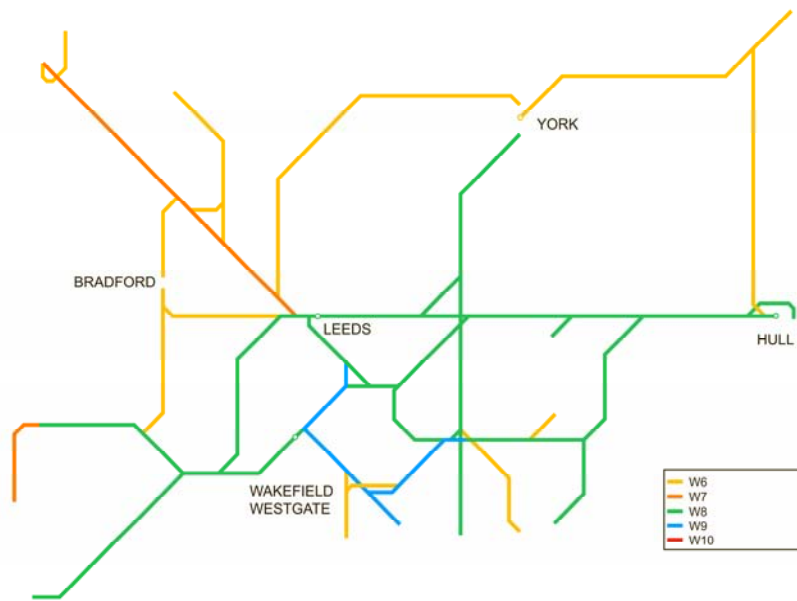 YORK
BRADFORD
LEEDS
HULL
WAKEFIELD
WESTGATE
W6
W7
W8
W9
W10